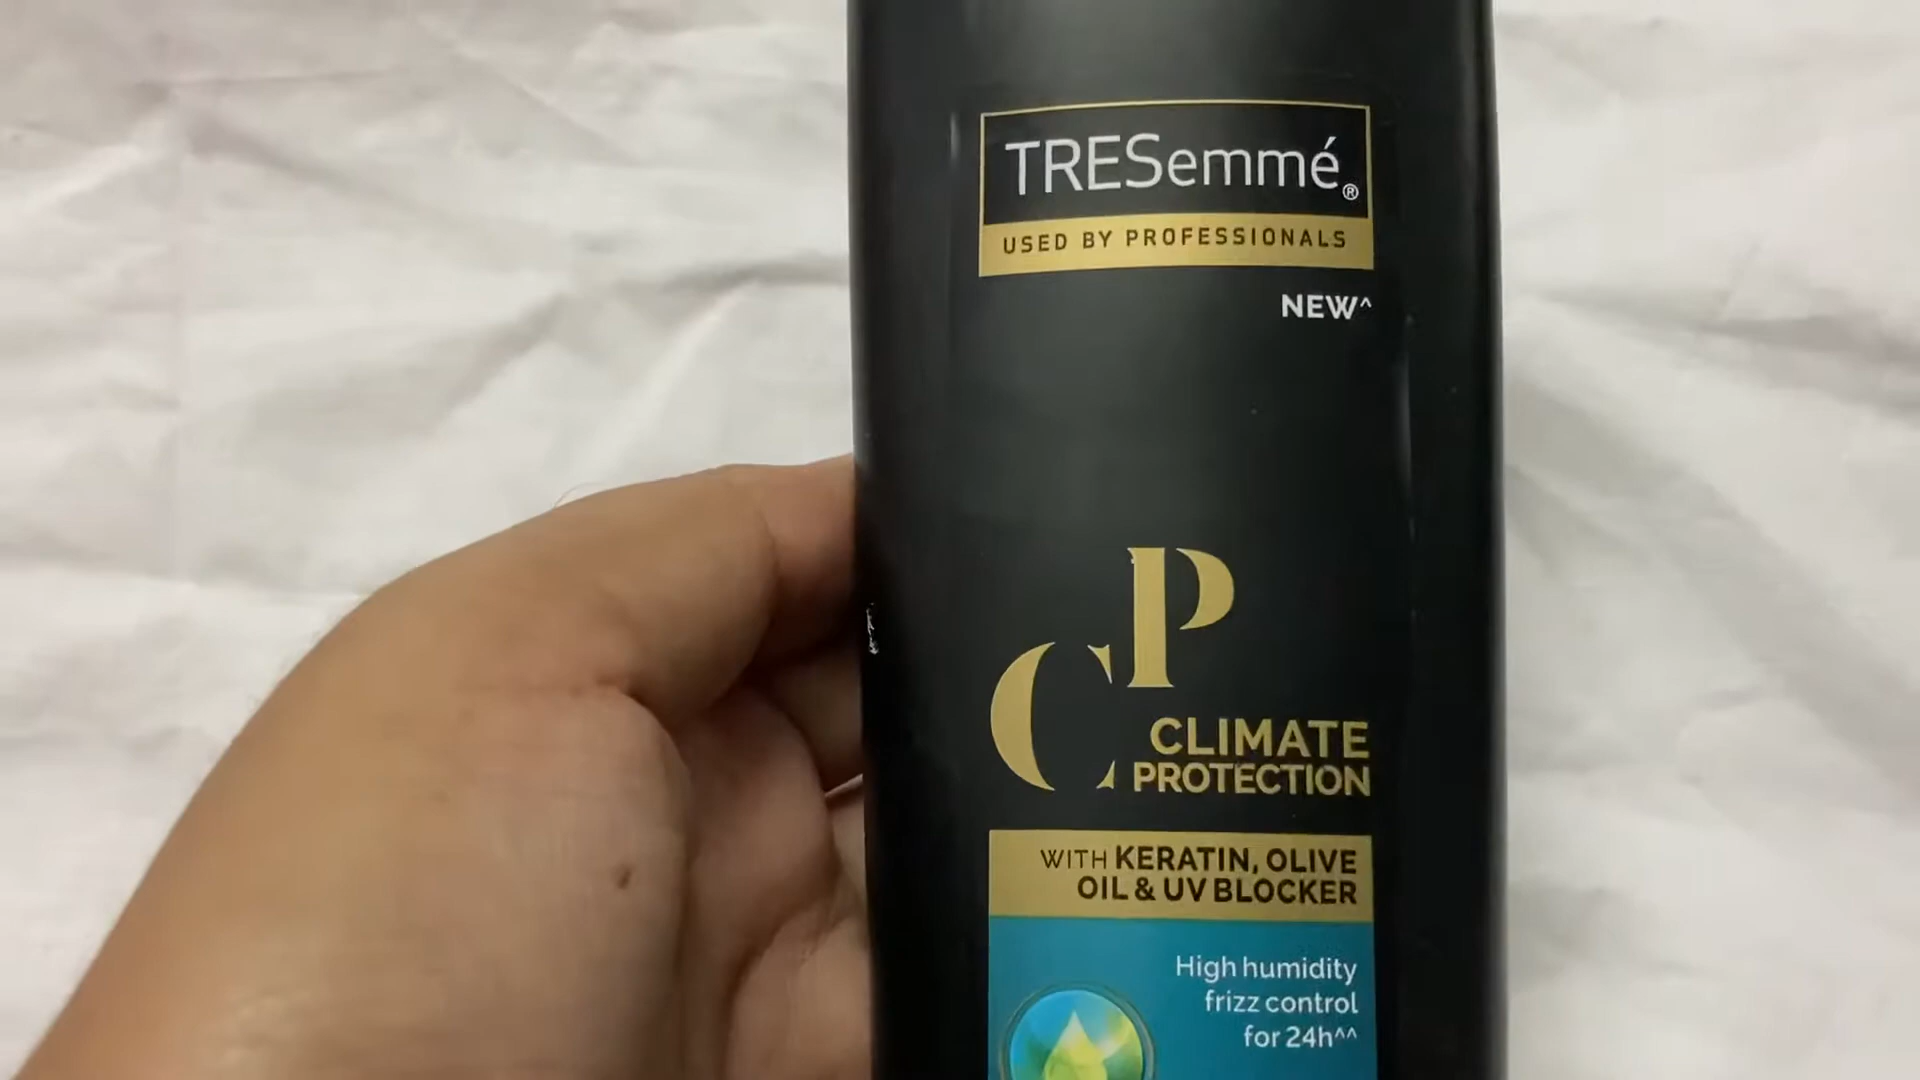 TRESemmé®
USED BY PROFESSIONALS
NEW^
CP
CLIMATE
PROTECTION
WITH KERATIN, OLIVE
OIL & UV BLOCKER
High humidity
frizz control
for 24h^^